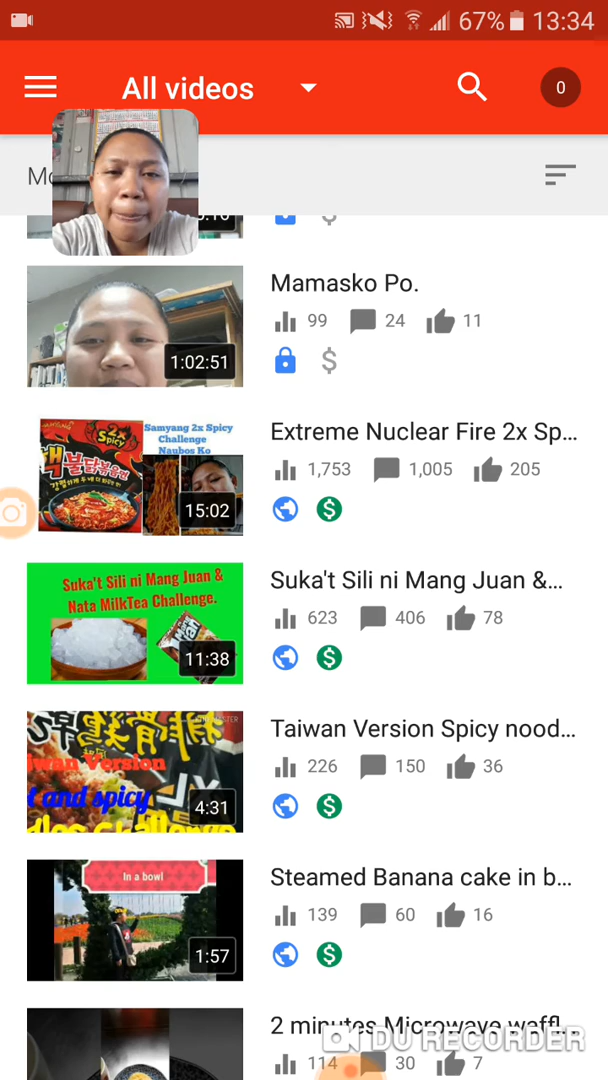 67% 13:34
All videos
0
Mo
Mamasko Po.
99 24 11
1:02:51
Extreme Nuclear Fire 2x Sp...
2x
Spicy
Samyang 2x Spicy
Challenge
Naubos Ko
1,753 1,005 205
15:02
Suka't Sili ni Mang Juan &...
Suka't Sili ni Mang Juan &
Nata MilkTea Challenge.
623 406 78
11:38
Taiwan Version Spicy nood...
iwan Version
and spicy
226 150 36
4:31
Steamed Banana cake in b...
In a bowl
139 60 16
1:57
2 minutes Microwave waffl...
114 30 7
DU RECORDER